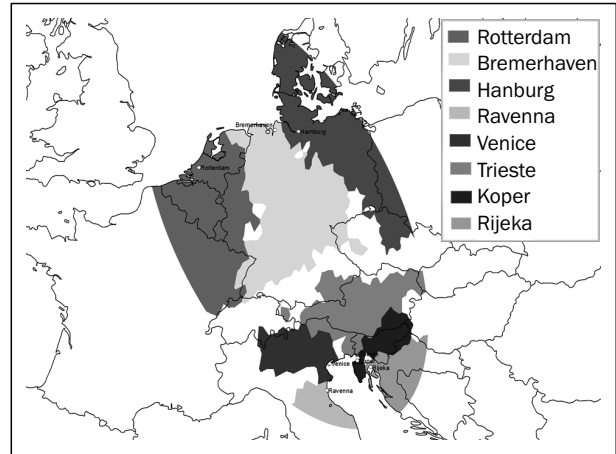 Rotterdam
Bremerhaven
Hanburg
Ravenna
Venice
Trieste
Koper
Rijeka
Bremerhaven
Hamburg
Rotterdam
Venice
Rijeka
Ravenna